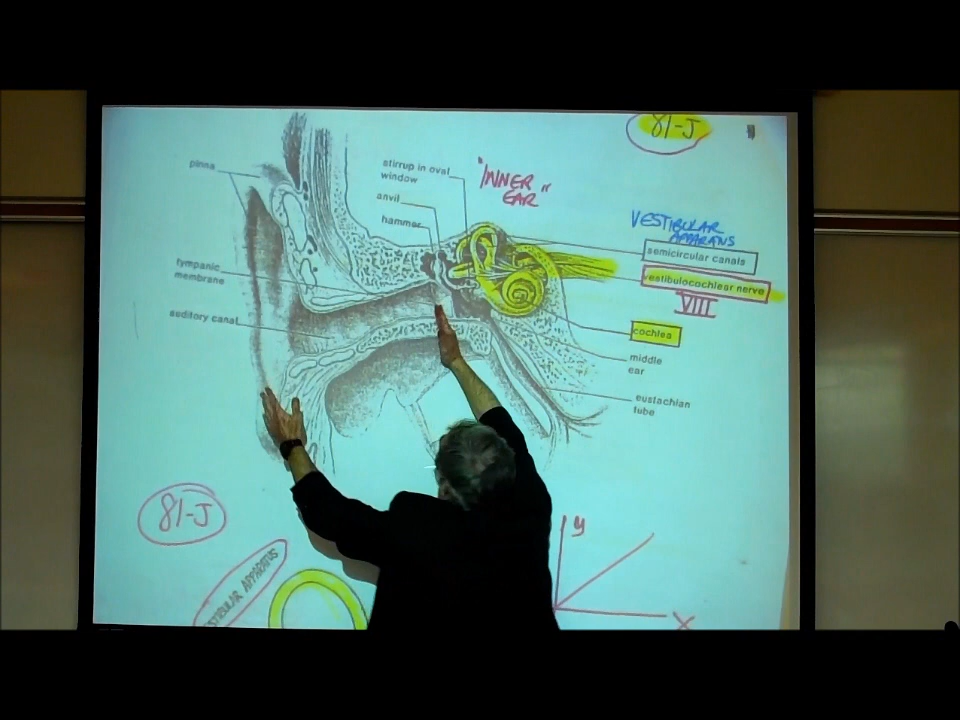 81-J
pinna
stirrup in oval
window
"INNER"
EAR
anvil
hammer
VESTIBULAR
APPARATUS
semicircular canals
tympanic
membrane
vestibulocochlear nerve
VIII
auditory canal
cochlea
middle
ear
eustachian
tube
81-J
y
STIBULAR APPARATUS
X